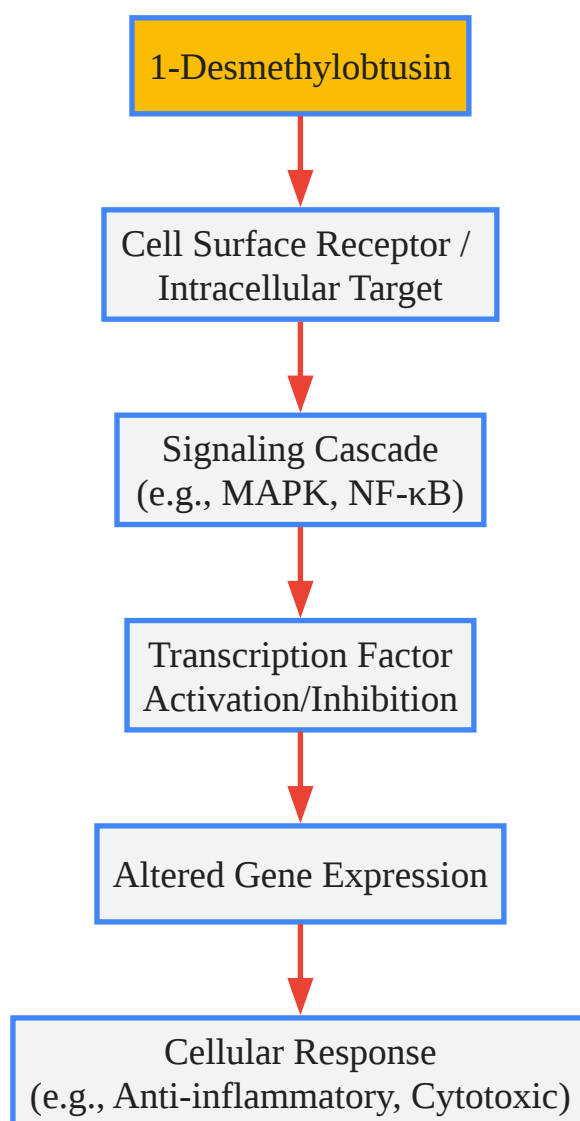 1-Desmethylobtusin
Cell Surface Receptor /
Intracellular Target
Signaling Cascade
(e.g., MAPK, NF-κB)
Transcription Factor
Activation/Inhibition
Altered Gene Expression
Cellular Response
(e.g., Anti-inflammatory, Cytotoxic)